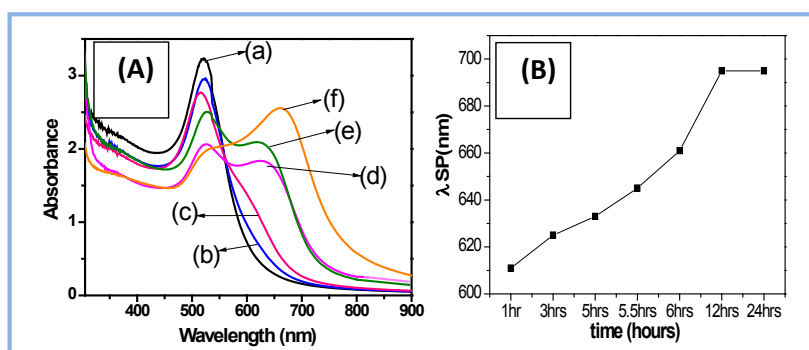 (A)
(a)
(f)
(e)
(d)
(c)
(b)
3
2
1
0
Absorbance
400 500 600 700 800 900
Wavelength (nm)
(B)
700
680
660
640
620
600
λ SP(nm)
1hr 3hrs 5hrs 5.5hrs 6hrs 12hrs 24hrs
time (hours)